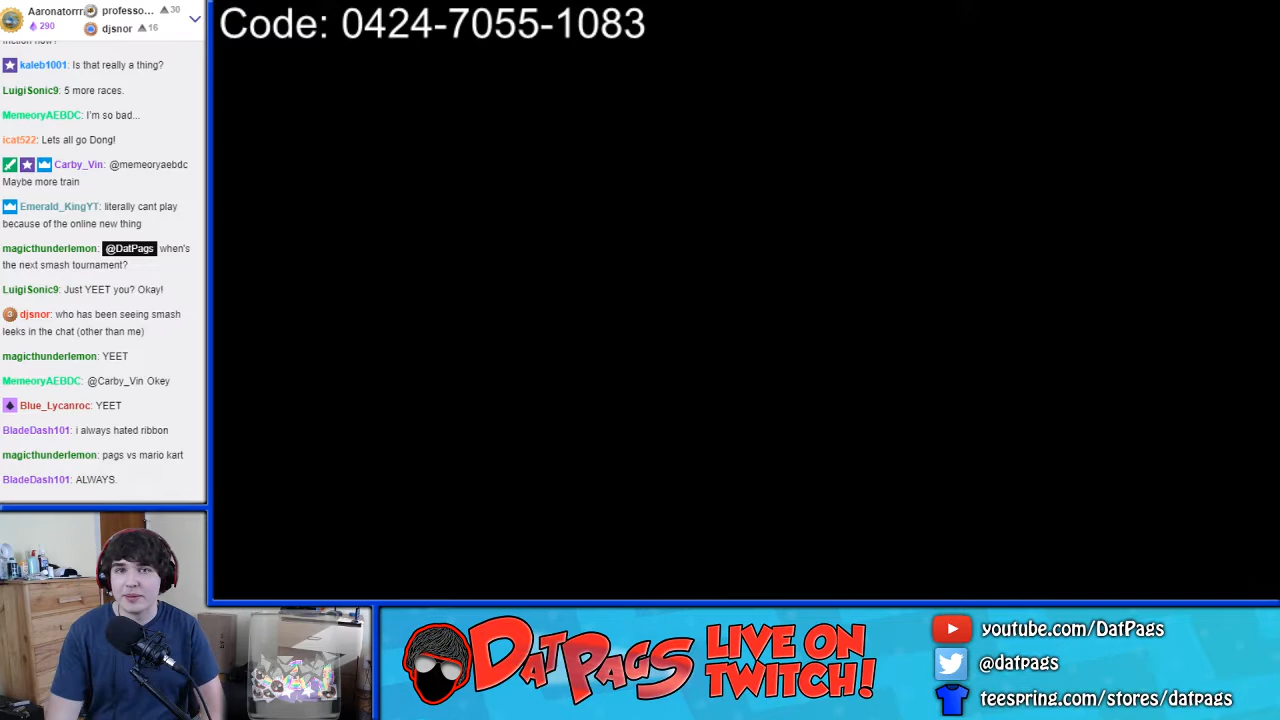 Aaronatorrr
290
professo... 30
djsnor 16
Code: 0424-7055-1083
kaleb1001: Is that really a thing?
LuigiSonic9: 5 more races.
MemeoryAEBDC: I'm so bad...
icat522: Lets all go Dong!
Carby_Vin: @memeoryaebdc
Maybe more train
Emerald_KingYT: literally cant play
because of the online new thing
magicthunderlemon: @DatPags when's
the next smash tournament?
LuigiSonic9: Just YEET you? Okay!
3 djsnor: who has been seeing smash
leeks in the chat (other than me)
magicthunderlemon: YEET
MemeoryAEBDC: @Carby_Vin Okey
Blue_Lycanroc: YEET
BladeDash101: i always hated ribbon
magicthunderlemon: pags vs mario kart
BladeDash101: ALWAYS.
DATPAGS LIVE ON
TWITCH!
youtube.com/DatPags
@datpags
teespring.com/stores/datpags